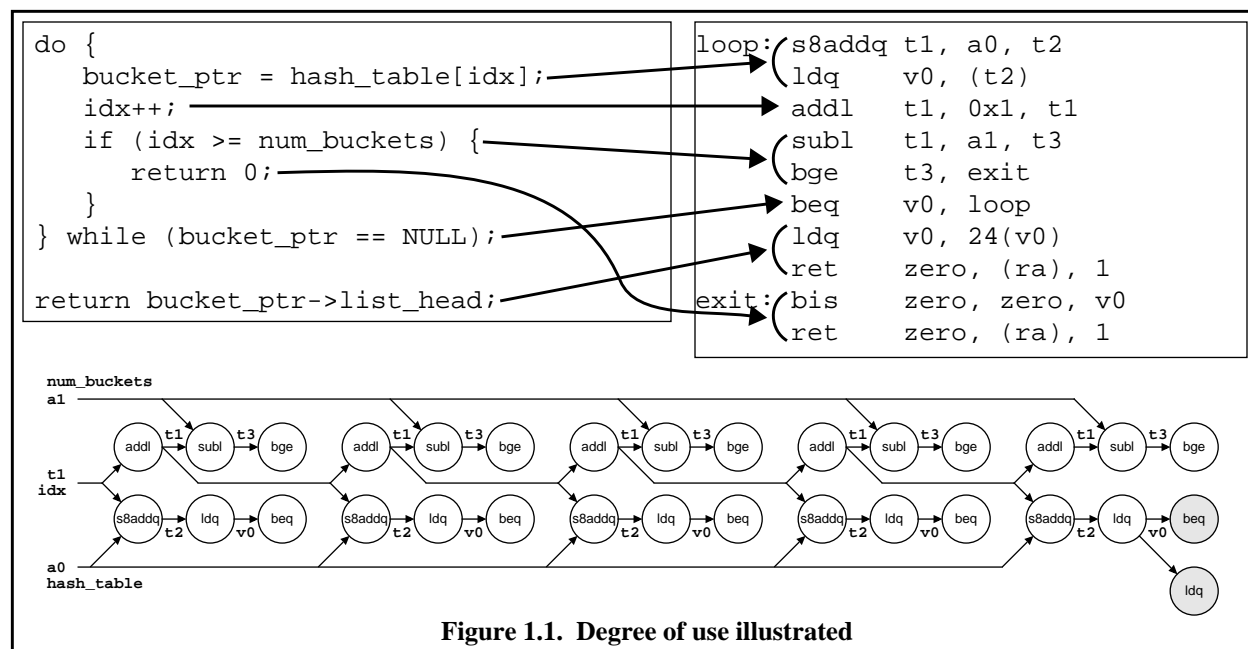 do {
bucket_ptr = hash_table[idx];
idx++;
if (idx >= num_buckets) {
return 0;
}
} while (bucket_ptr == NULL);
return bucket_ptr->list_head;
loop: s8addq t1, a0, t2
ldq v0, (t2)
addl t1, 0x1, t1
subl t1, a1, t3
bge t3, exit
beq v0, loop
ldq v0, 24(v0)
ret zero, (ra), 1
exit: bis zero, zero, v0
ret zero, (ra), 1
num_buckets
a1
addl t1 subl t3 bge addl t1 subl t3 bge addl t1 subl t3 bge addl t1 subl t3 bge addl t1 subl t3 bge
t1
idx
s8addq t2 ldq v0 beq s8addq t2 ldq v0 beq s8addq t2 ldq v0 beq s8addq t2 ldq v0 beq s8addq t2 ldq v0 beq
a0
hash_table
ldq
Figure 1.1. Degree of use illustrated